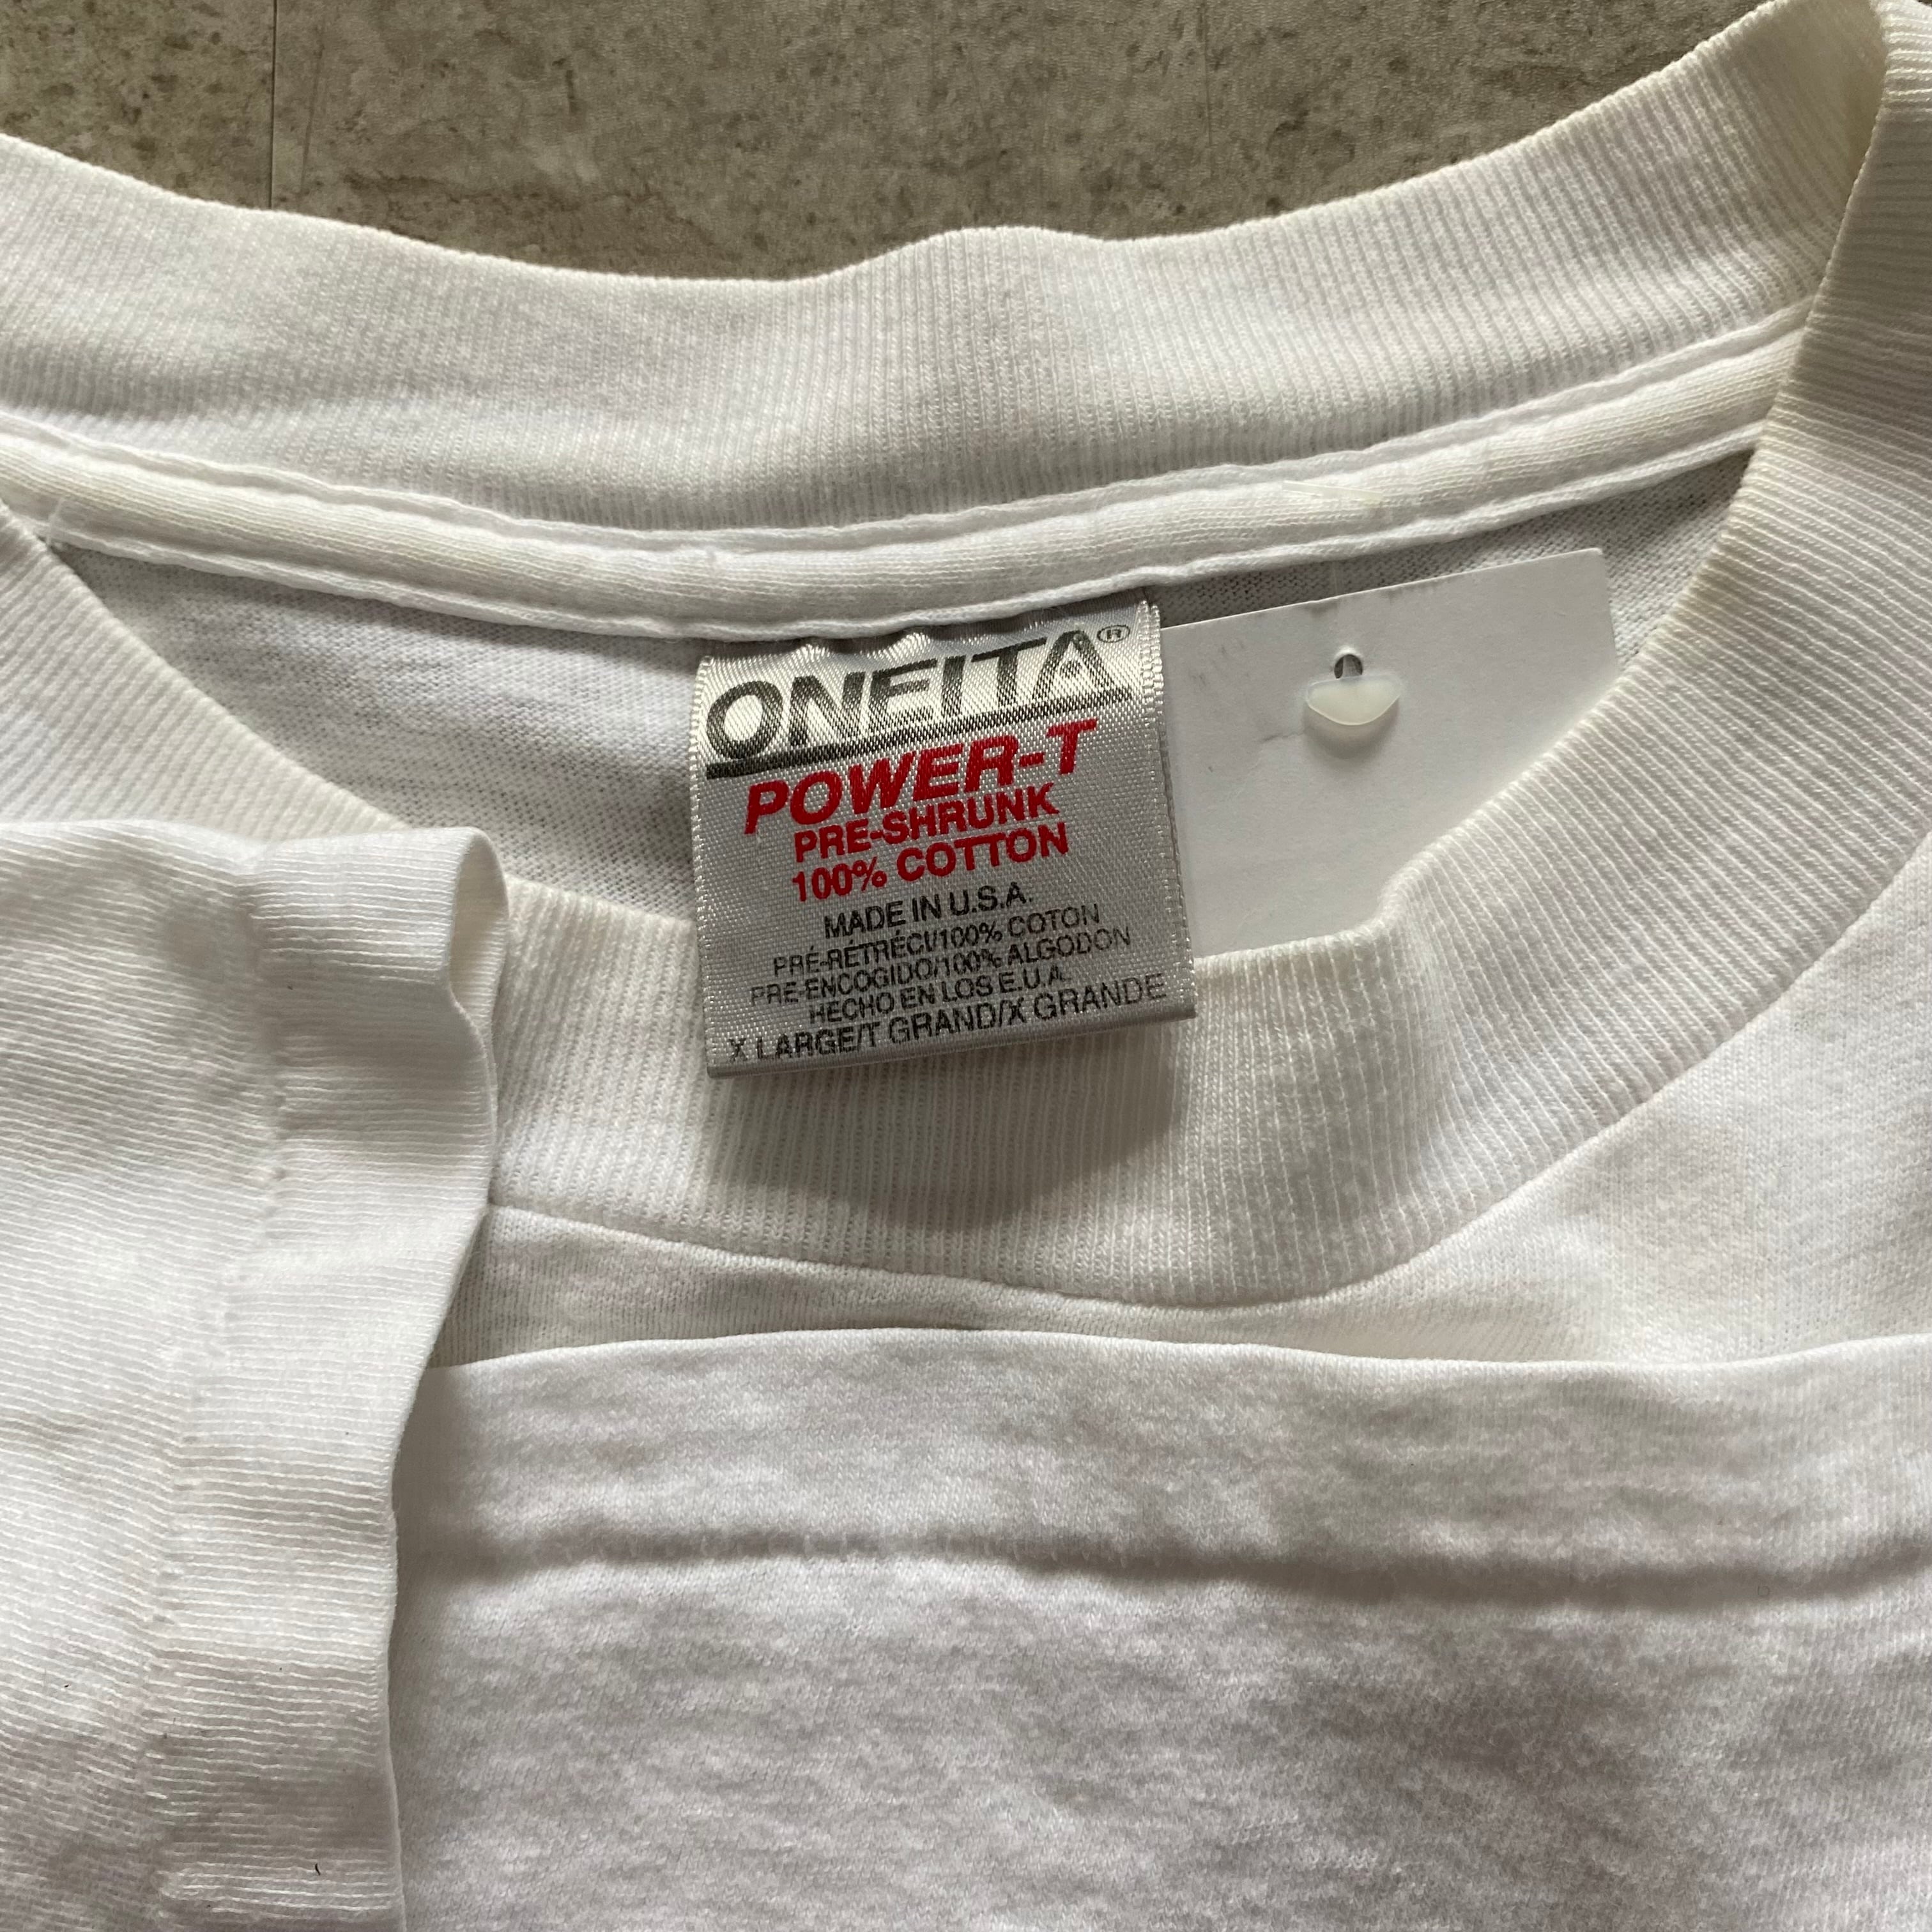 ONEITA®
POWER-T
PRE-SHRUNK
100% COTTON
MADE IN U.S.A.
PRÉ-RÉTRÉCI/100% COTON
PRE-ENCOGIDO/100% ALGODON
HECHO EN LOS E.U.A.
X LARGE/T GRAND/X GRANDE